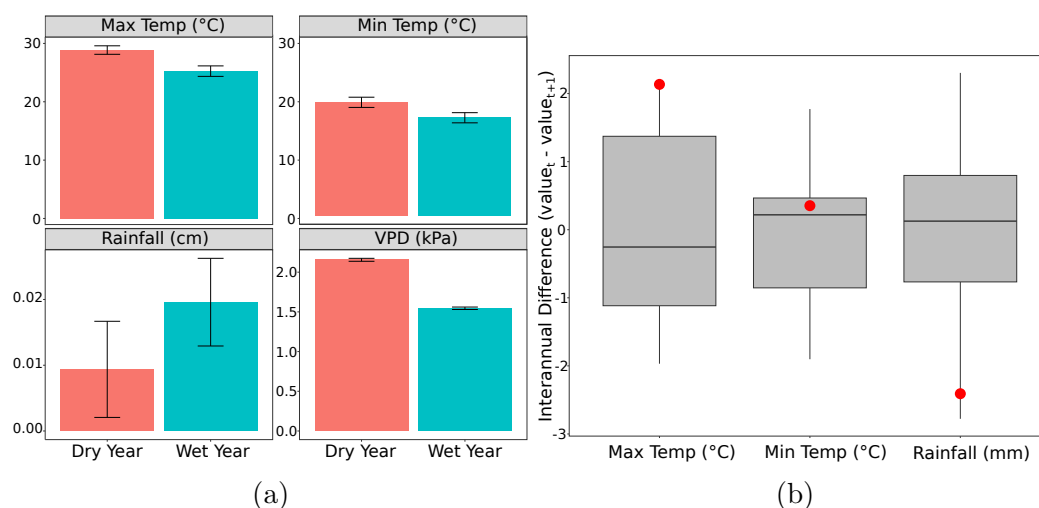 Max Temp (°C)
Min Temp (°C)
30
20
10
0
30
20
10
0
Rainfall (cm)
VPD (kPa)
0.02
0.01
0.00
2.0
1.5
1.0
0.5
0.0
Dry Year
Wet Year
Dry Year
Wet Year
(a)
Interannual Difference (value_t - value_{t+1})
2
1
0
-1
-2
-3
Max Temp (°C)
Min Temp (°C)
Rainfall (mm)
(b)